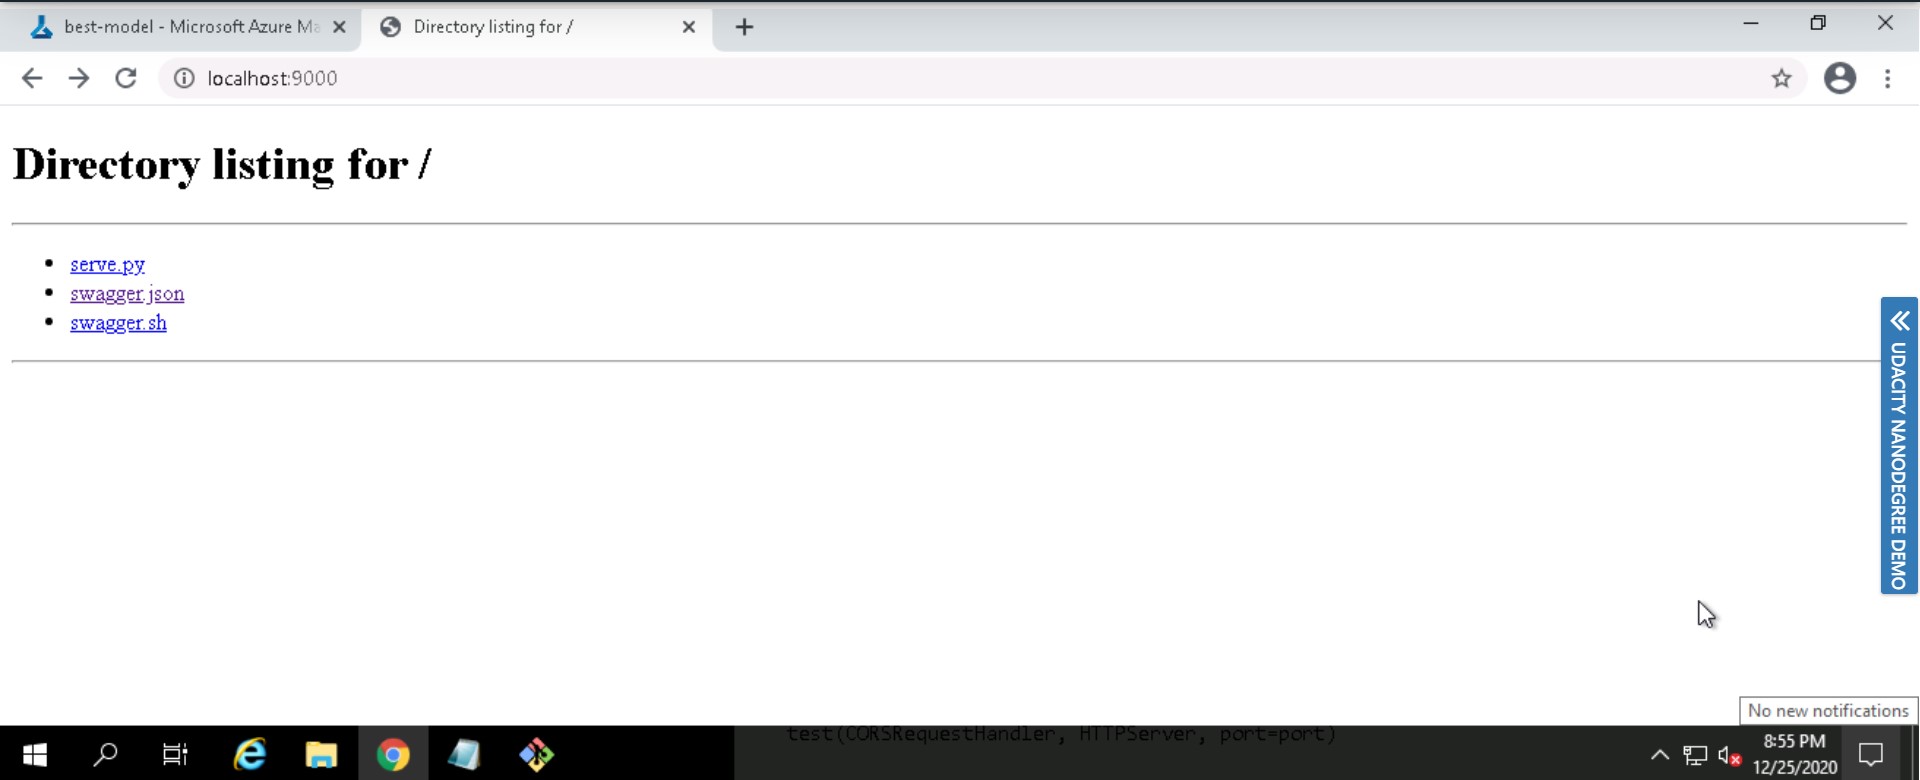 best-model - Microsoft Azure Ma
Directory listing for /
localhost:9000
Directory listing for /
serve.py
swagger.json
swagger.sh
UDACITY NANODEGREE DEMO
No new notifications
test(CORSRequestHandler, HTTPServer, port=port)
8:55 PM
12/25/2020